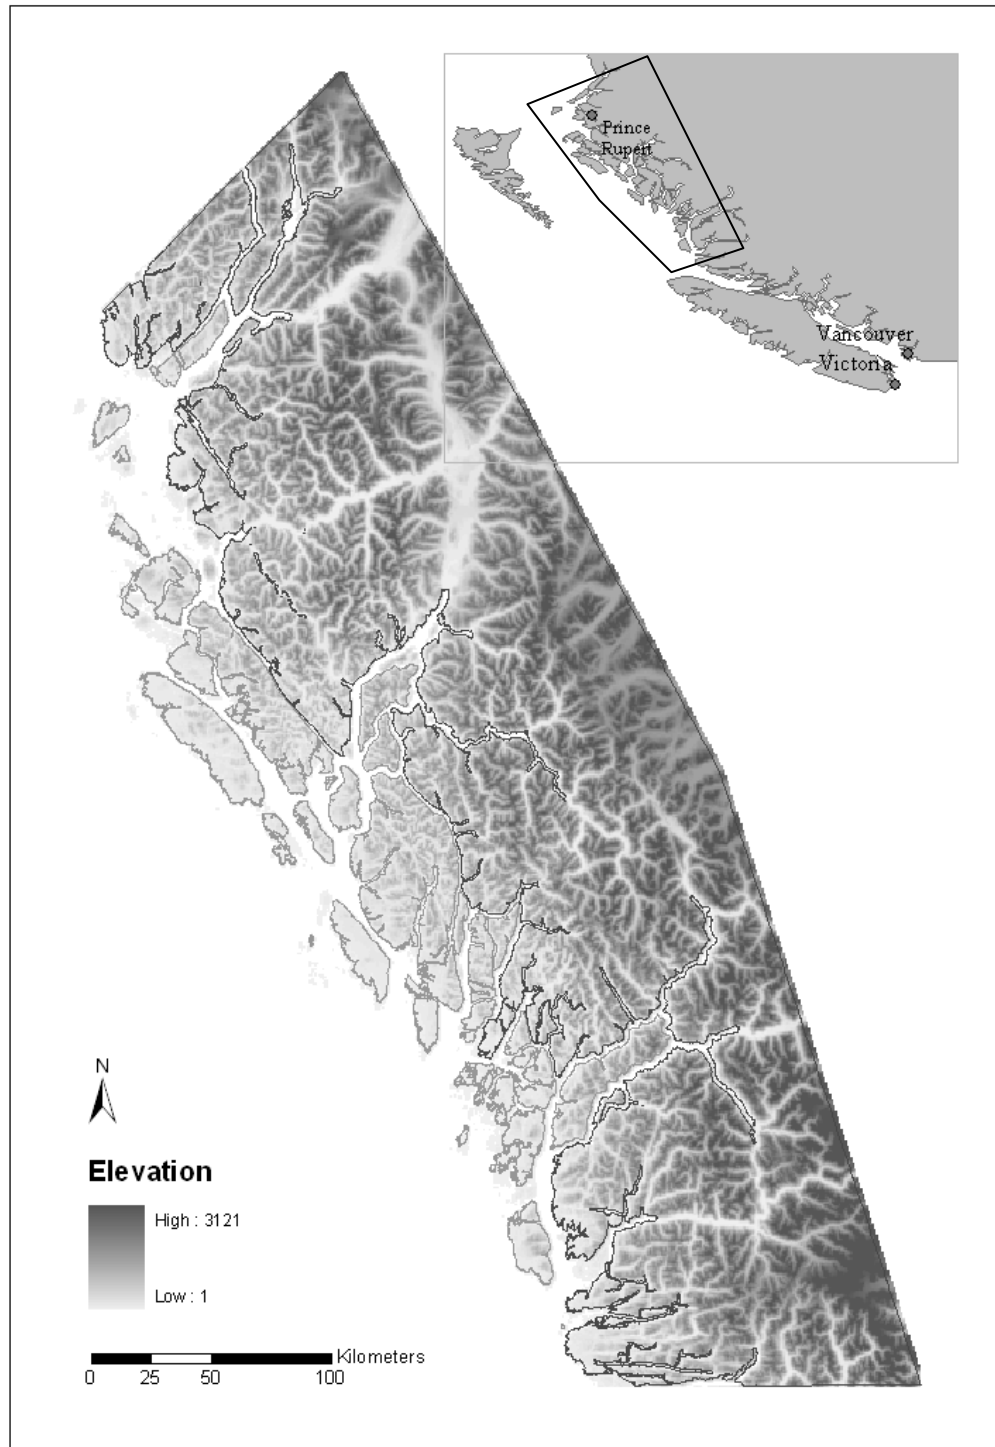 Prince
Rupert
Vancouver
Victoria
N
Elevation
High : 3121
Low : 1
Kilometers
0 25 50 100